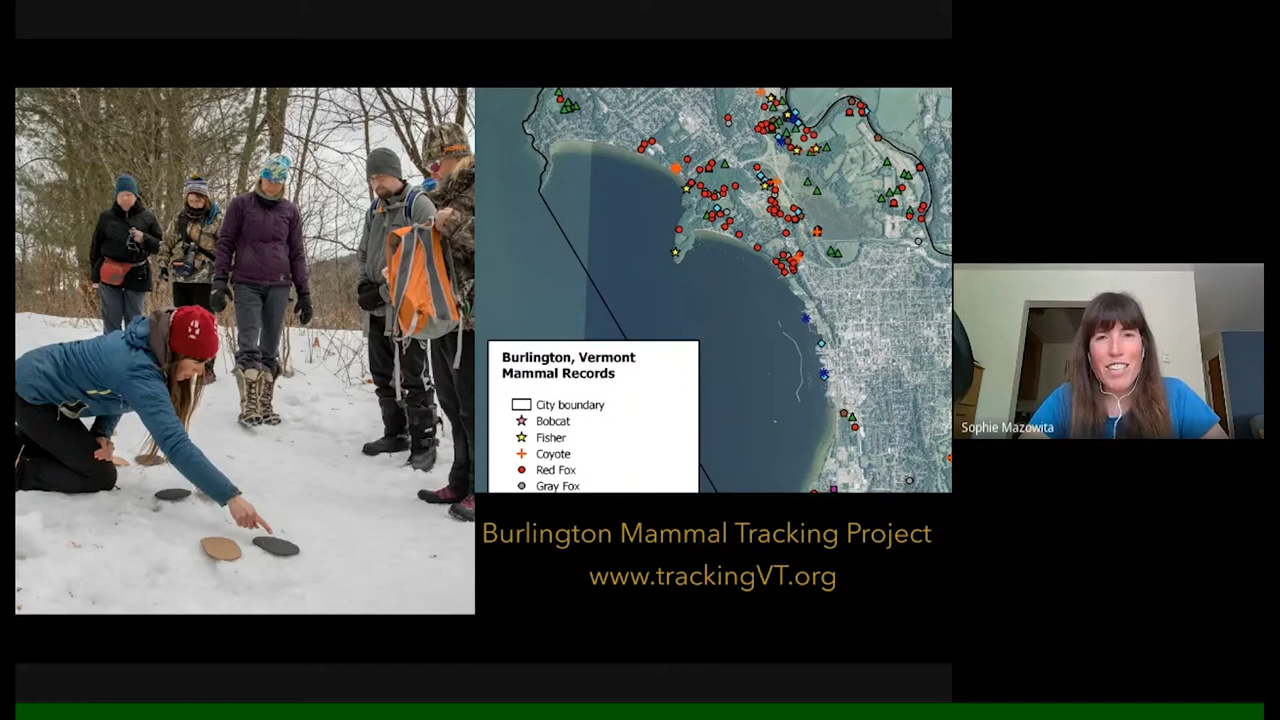 Burlington, Vermont
Mammal Records
City boundary
Bobcat
Fisher
Coyote
Red Fox
Gray Fox
Burlington Mammal Tracking Project
www.trackingVT.org
Sophie Mazowita